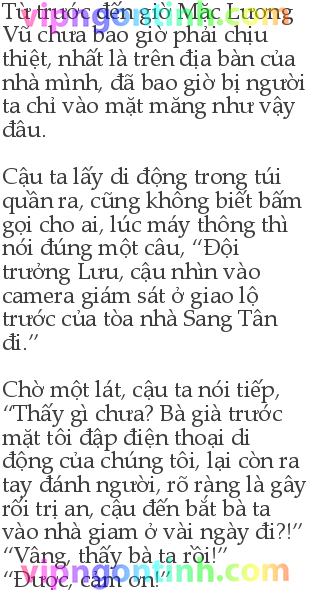 Từ trước đến giờ Mạc Lương
vipngontinh.com
Vũ chưa bao giờ phải chịu
thiệt, nhất là trên địa bàn của
nhà mình, đã bao giờ bị người
ta chỉ vào mặt măng như vậy
đâu.
Cậu ta lấy di động trong túi
quần ra, cũng không biết bấm
gọi cho ai, lúc máy thông thì
nói đúng một câu, “Đội
trưởng Lưu, cậu nhìn vào
camera giám sát ở giao lộ
trước của tòa nhà Sang Tân
đi.”
Chờ một lát, cậu ta nói tiếp,
“Thấy gì chưa? Bà già trước
mặt tôi đập điện thoại di
động của chúng tôi, lại còn ra
tay đánh người, rõ ràng là gây
rối trị an, cậu đến bắt bà ta
vào nhà giam ở vài ngày đi?!”
“Vâng, thấy bà ta rồi!”
vipngontinh.com
“Được, cảm ơn!”